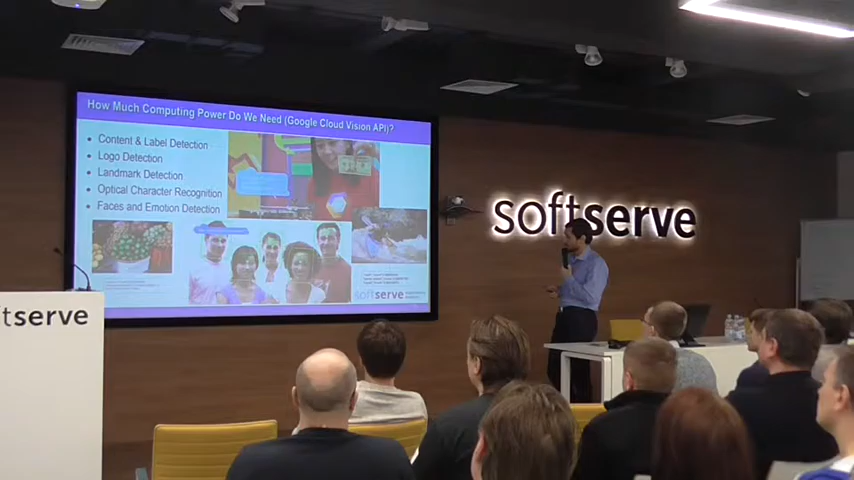 How Much Computing Power Do We Need (Google Cloud Vision API)?
• Content & Label Detection
• Logo Detection
• Landmark Detection
• Optical Character Recognition
• Faces and Emotion Detection
softserve
softserve
softserve